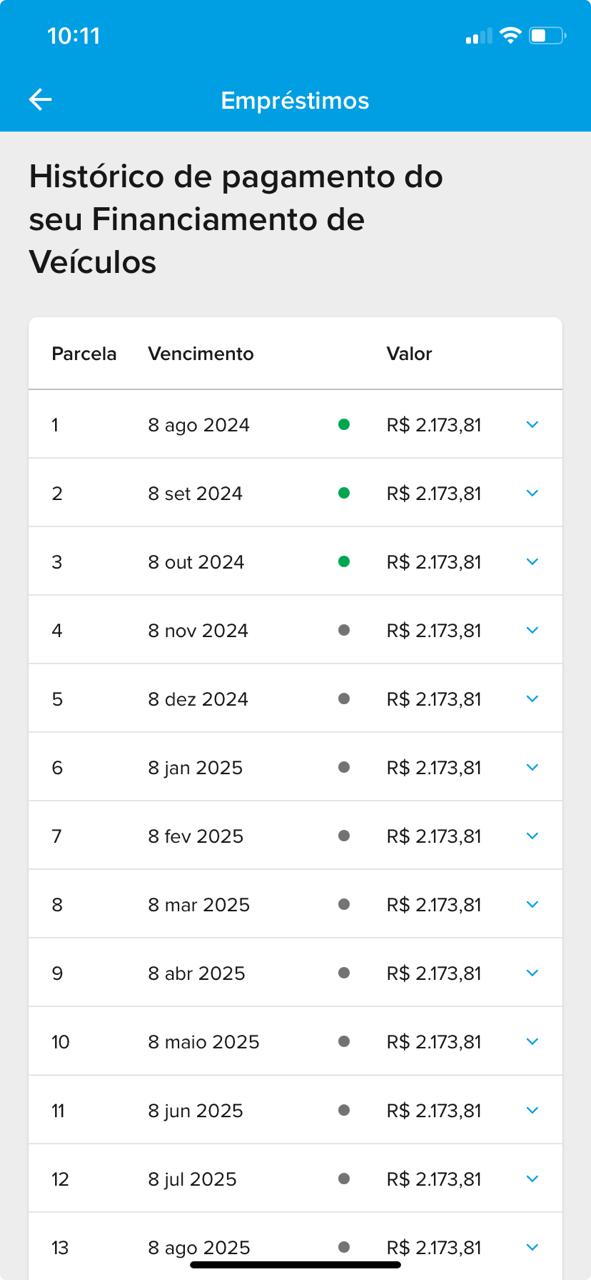 10:11
Empréstimos
Histórico de pagamento do
seu Financiamento de
Veículos
Parcela Vencimento Valor
1 8 ago 2024 R$ 2.173,81
2 8 set 2024 R$ 2.173,81
3 8 out 2024 R$ 2.173,81
4 8 nov 2024 R$ 2.173,81
5 8 dez 2024 R$ 2.173,81
6 8 jan 2025 R$ 2.173,81
7 8 fev 2025 R$ 2.173,81
8 8 mar 2025 R$ 2.173,81
9 8 abr 2025 R$ 2.173,81
10 8 maio 2025 R$ 2.173,81
11 8 jun 2025 R$ 2.173,81
12 8 jul 2025 R$ 2.173,81
13 8 ago 2025 R$ 2.173,81